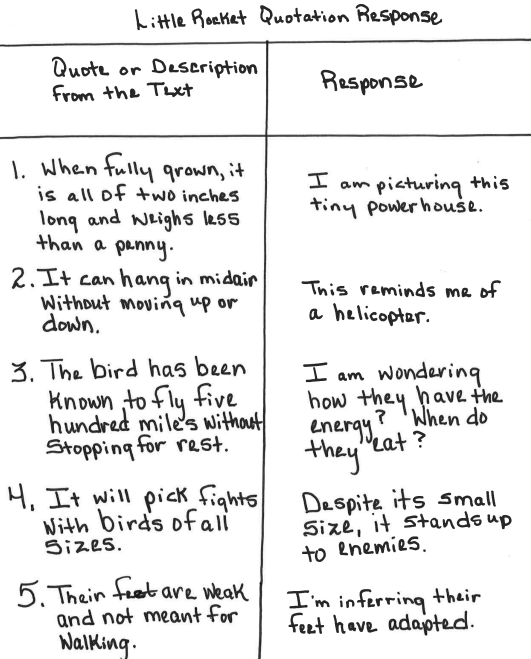 Little Rocket Quotation Response
Quote or Description
from the Text
Response
1. When fully grown, it
is all of two inches
long and weighs less
than a penny.
I am picturing this
tiny powerhouse.
2. It can hang in midair
without moving up or
down.
This reminds me of
a helicopter.
3. The bird has been
known to fly five
hundred mile's without
stopping for rest.
I am wondering
how they have the
energy? When do
they eat?
4. It will pick fights
with birds of all
sizes.
Despite its small
size, it stands up
to enemies.
5. Their feet are weak
and not meant for
walking.
I'm inferring their
feet have adapted.